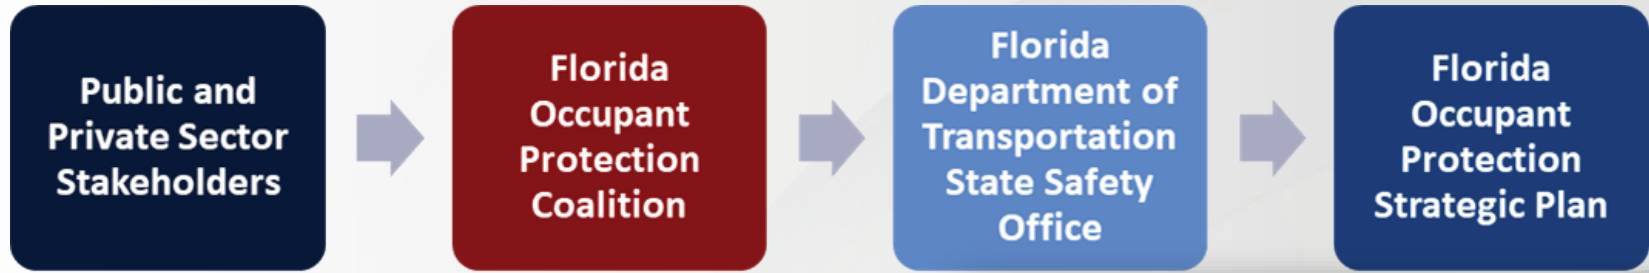 Public and
Private Sector
Stakeholders
Florida
Occupant
Protection
Coalition
Florida
Department of
Transportation
State Safety
Office
Florida
Occupant
Protection
Strategic Plan